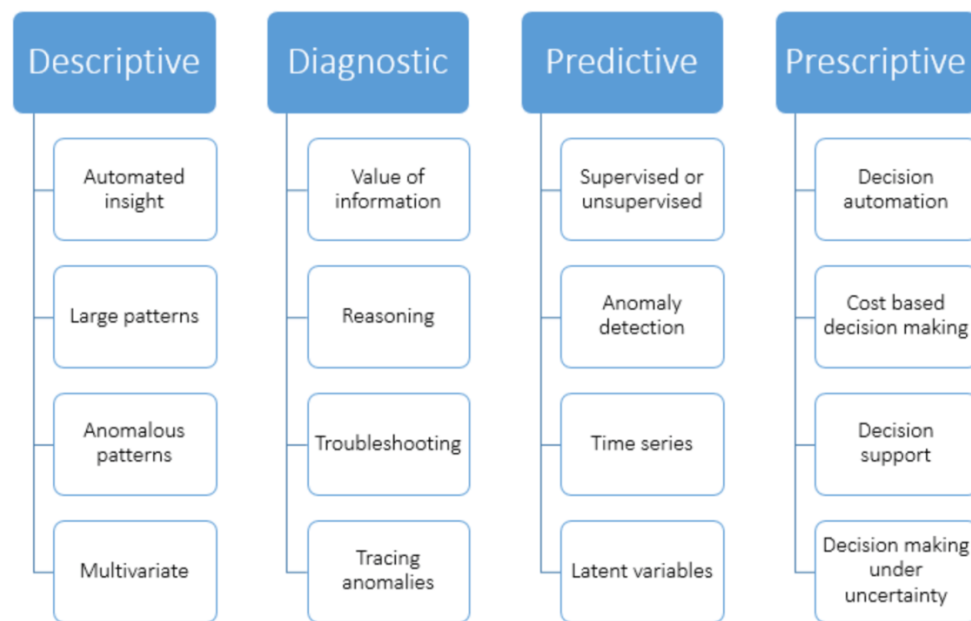 Descriptive
Automated
insight
Large patterns
Anomalous
patterns
Multivariate
Diagnostic
Value of
information
Reasoning
Troubleshooting
Tracing
anomalies
Predictive
Supervised or
unsupervised
Anomaly
detection
Time series
Latent variables
Prescriptive
Decision
automation
Cost based
decision making
Decision
support
Decision making
under
uncertainty